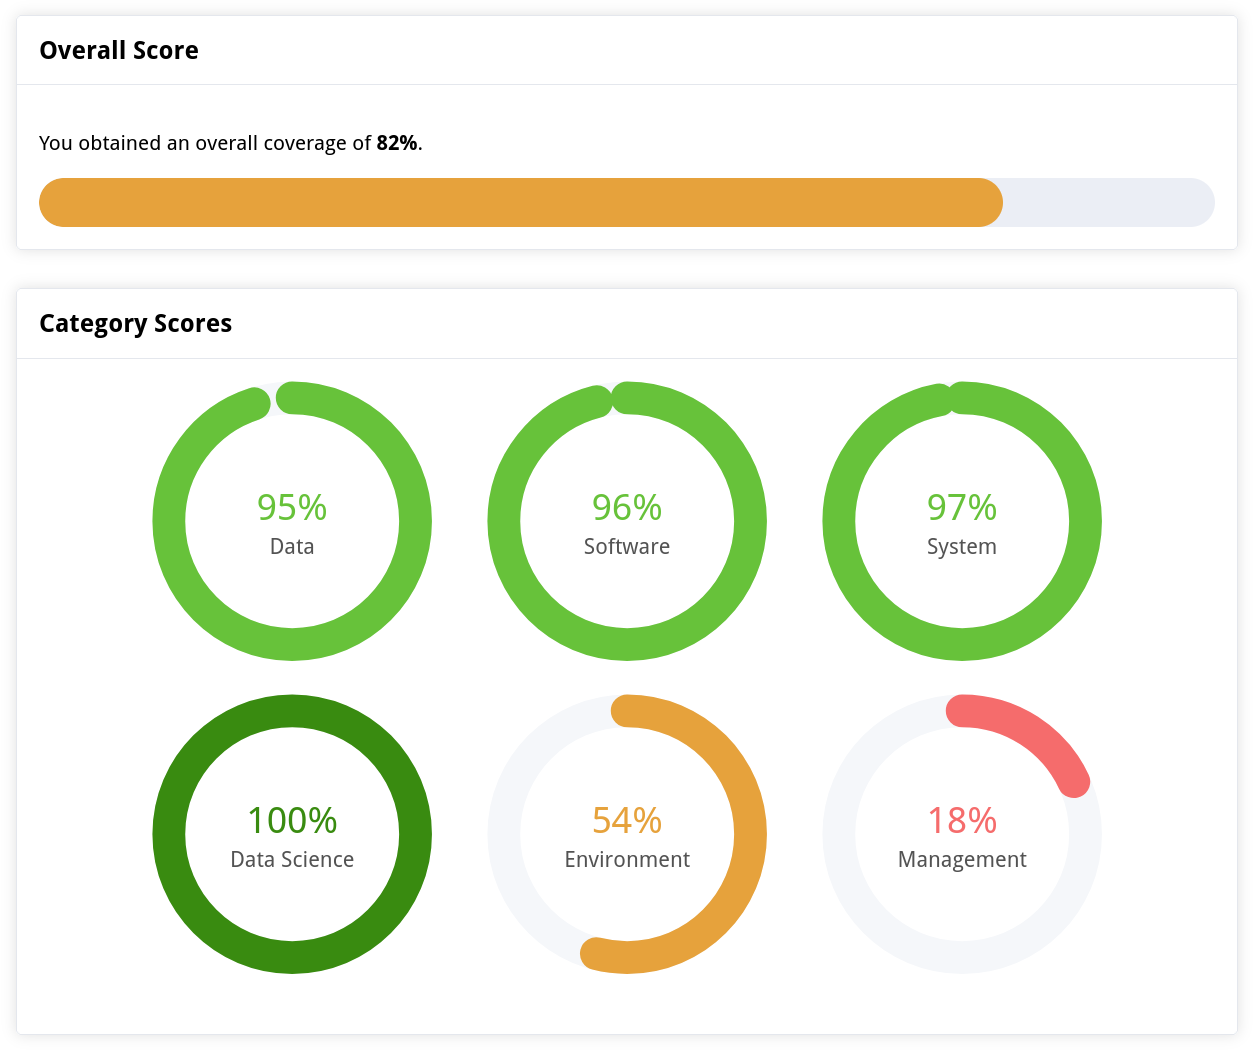 Overall Score
You obtained an overall coverage of 82%.
Category Scores
95%
Data
96%
Software
97%
System
100%
Data Science
54%
Environment
18%
Management